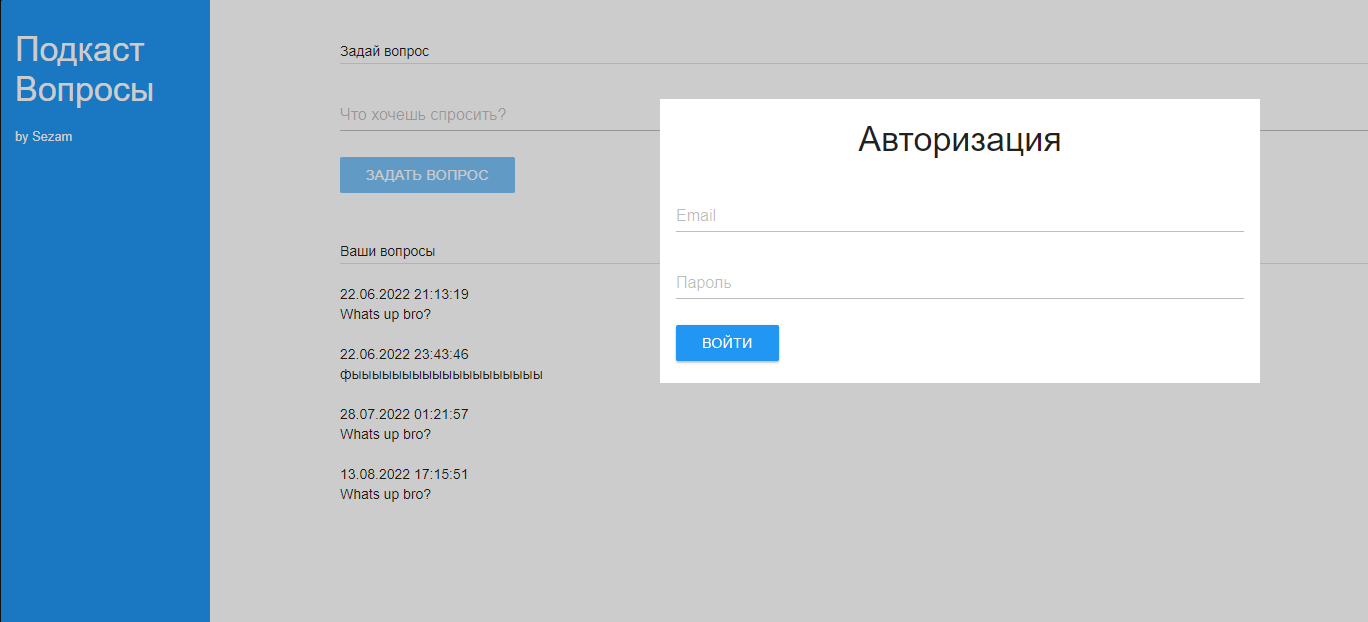 Подкаст
Вопросы
by Sezam
Задай вопрос
Что хочешь спросить?
ЗАДАТЬ ВОПРОС
Ваши вопросы
22.06.2022 21:13:19
Whats up bro?
22.06.2022 23:43:46
фыыыыыыыыыыыыыыыыыы
28.07.2022 01:21:57
Whats up bro?
13.08.2022 17:15:51
Whats up bro?
Авторизация
Email
Пароль
ВОЙТИ